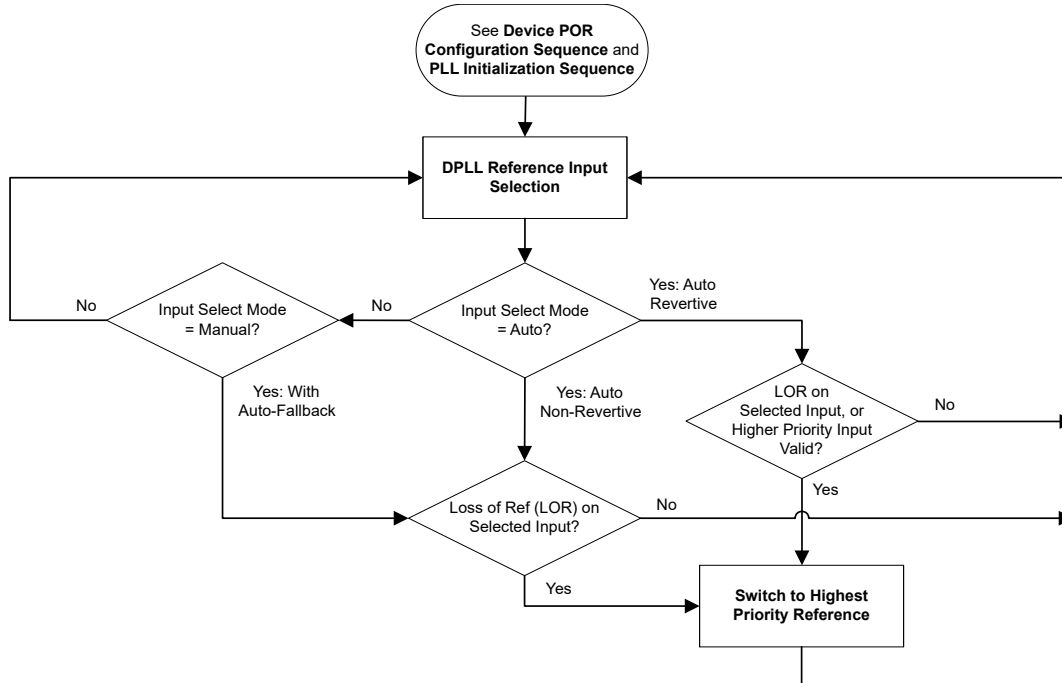 See Device POR
Configuration Sequence and
PLL Initialization Sequence
DPLL Reference Input
Selection
No
Input Select Mode
= Manual?
No
Input Select Mode
= Auto?
Yes: Auto
Revertive
Yes: With
Auto-Fallback
Yes: Auto
Non-Revertive
LOR on
Selected Input, or
Higher Priority Input
Valid?
No
Loss of Ref (LOR) on
Selected Input?
No
Yes
Yes
Switch to Highest
Priority Reference